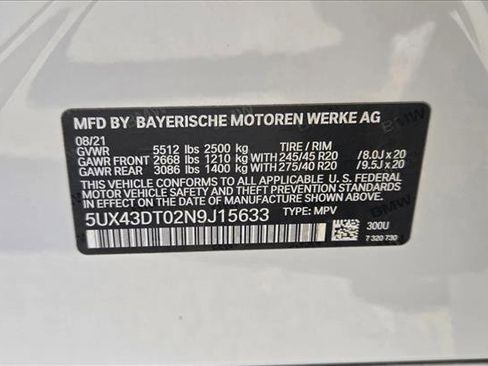 MFD BY BAYERISCHE MOTOREN WERKE AG
08/21
GVWR 5512 lbs 2500 kg TIRE / RIM
GAWR FRONT 2668 lbs 1210 kg WITH 245/45 R20 /8.0J x 20
GAWR REAR 3086 lbs 1400 kg WITH 275/40 R20 /9.5J x 20
THIS VEHICLE CONFORMS TO ALL APPLICABLE FEDERAL
MOTOR VEHICLE SAFETY, BUMPER AND THEFT PREVENTION STANDARDS
IN EFFECT ON THE DATE OF MANUFACTURE SHOWN ABOVE.
5UX43DT02N9J15633 TYPE: MPV
300U
7 320 730